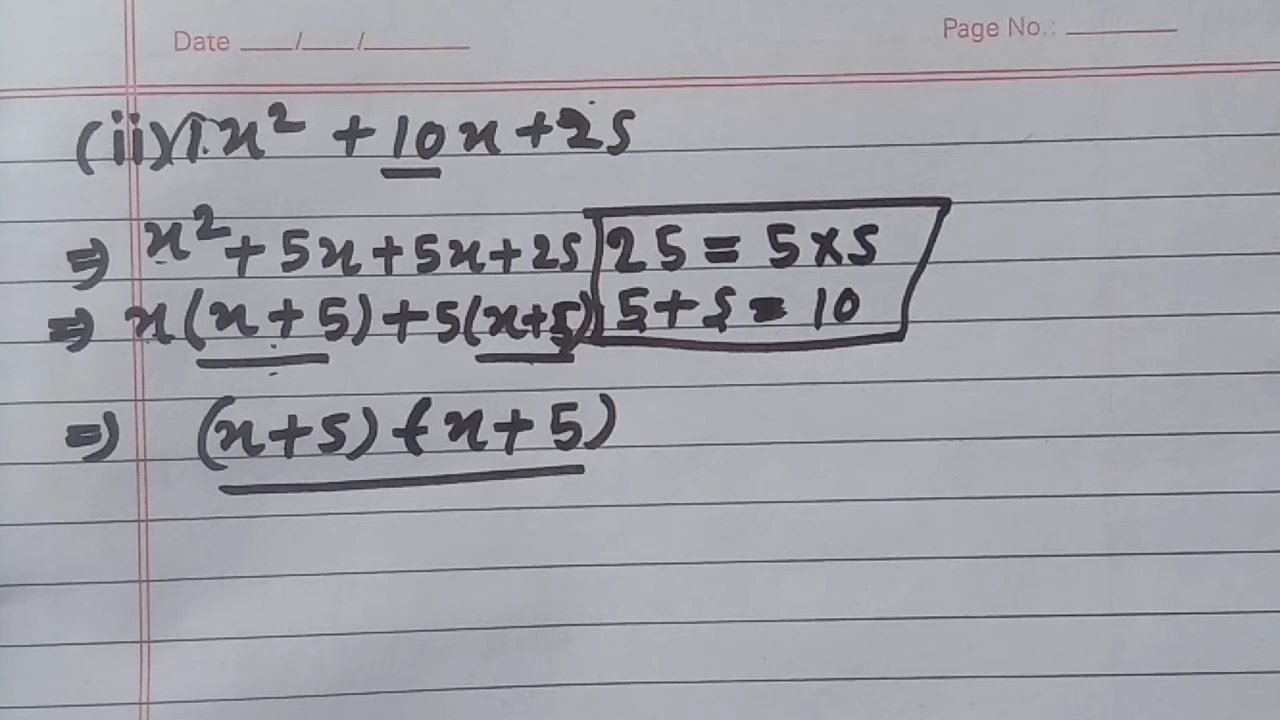 Date ___/___/______ Page No.: ______
(ii) 1x² + 10x + 25
⇒ x² + 5x + 5x + 25 25 = 5 × 5
⇒ x(x + 5) + 5(x+5) 5 + 5 = 10
⇒ (x+5) (x + 5)